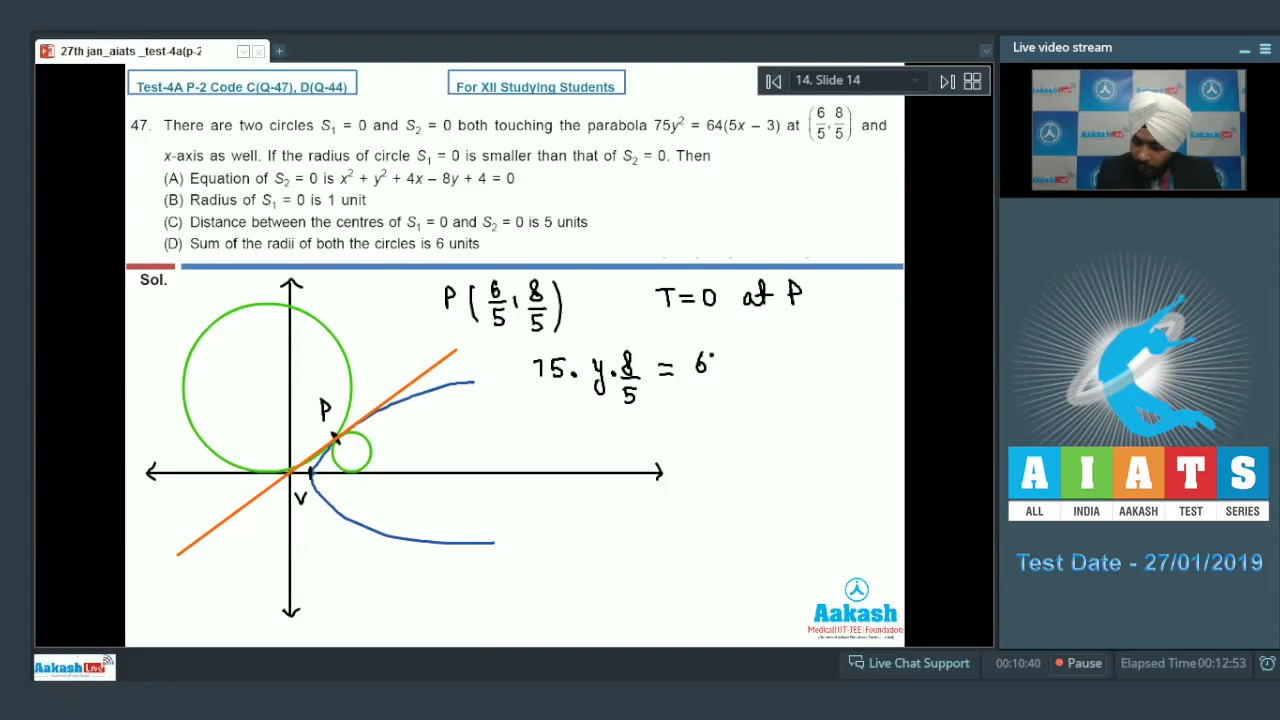 27th jan_aiats _test-4a(p-2
Live video stream
Test-4A P-2 Code C(Q-47), D(Q-44)
For XII Studying Students
14. Slide 14
47. There are two circles S₁ = 0 and S₂ = 0 both touching the parabola 75y² = 64(5x – 3) at (6/5, 8/5) and
x-axis as well. If the radius of circle S₁ = 0 is smaller than that of S₂ = 0. Then
(A) Equation of S₂ = 0 is x² + y² + 4x – 8y + 4 = 0
(B) Radius of S₁ = 0 is 1 unit
(C) Distance between the centres of S₁ = 0 and S₂ = 0 is 5 units
(D) Sum of the radii of both the circles is 6 units
Sol.
P(6/5, 8/5) T=0 at P
75. y. 8/5 = 6
P
V
AIATS
ALL INDIA AAKASH TEST SERIES
Test Date - 27/01/2019
Aakash
Medical|IIT-JEE|Foundations
Aakash Live
Live Chat Support
00:10:40
Pause
Elapsed Time 00:12:53